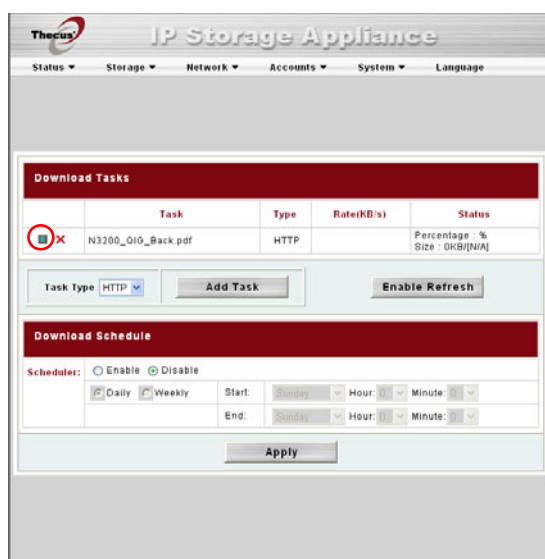 Thecus IP Storage Appliance
Status Storage Network Accounts System Language
Download Tasks
Task Type Rate(KB/s) Status
N3200_QIG_Back.pdf HTTP Percentage : %
Size : 0KB/[N/A]
Task Type HTTP Add Task Enable Refresh
Download Schedule
Scheduler: Enable Disable
Daily Weekly Start: Sunday Hour: 0 Minute: 0
End: Sunday Hour: 0 Minute: 0
Apply